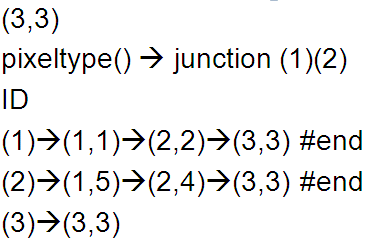 (3,3)
pixeltype() → junction (1)(2)
ID
(1)→(1,1)→(2,2)→(3,3) #end
(2)→(1,5)→(2,4)→(3,3) #end
(3)→(3,3)